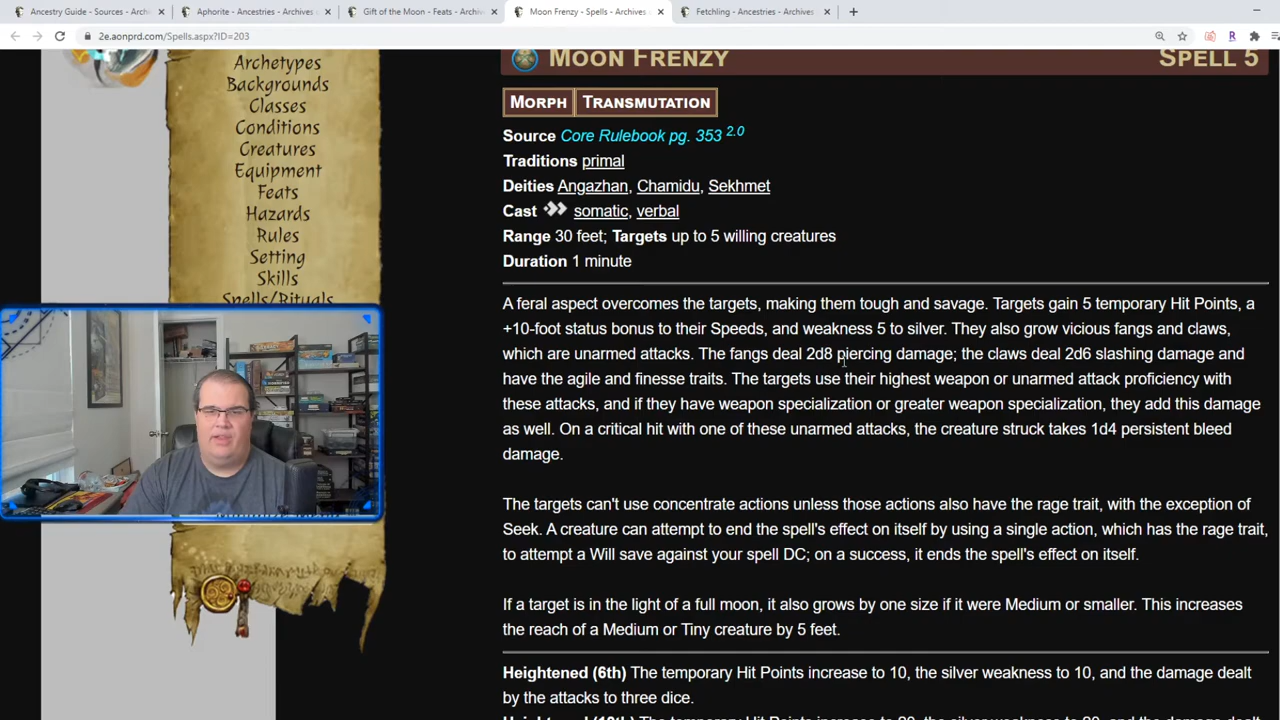 Ancestry Guide - Sources - Archi
Aphorite - Ancestries - Archives o
Gift of the Moon - Feats - Archive
Moon Frenzy - Spells - Archives
Fetchling - Ancestries - Archives
2e.aonprd.com/Spells.aspx?ID=203
Archetypes
Backgrounds
Classes
Conditions
Creatures
Equipment
Feats
Hazards
Rules
Setting
Skills
Spells/Rituals
MOON FRENZY SPELL 5
MORPH TRANSMUTATION
Source Core Rulebook pg. 353 2.0
Traditions primal
Deities Angazhan, Chamidu, Sekhmet
Cast somatic, verbal
Range 30 feet; Targets up to 5 willing creatures
Duration 1 minute
A feral aspect overcomes the targets, making them tough and savage. Targets gain 5 temporary Hit Points, a
+10-foot status bonus to their Speeds, and weakness 5 to silver. They also grow vicious fangs and claws,
which are unarmed attacks. The fangs deal 2d8 piercing damage; the claws deal 2d6 slashing damage and
have the agile and finesse traits. The targets use their highest weapon or unarmed attack proficiency with
these attacks, and if they have weapon specialization or greater weapon specialization, they add this damage
as well. On a critical hit with one of these unarmed attacks, the creature struck takes 1d4 persistent bleed
damage.
The targets can't use concentrate actions unless those actions also have the rage trait, with the exception of
Seek. A creature can attempt to end the spell's effect on itself by using a single action, which has the rage trait,
to attempt a Will save against your spell DC; on a success, it ends the spell's effect on itself.
If a target is in the light of a full moon, it also grows by one size if it were Medium or smaller. This increases
the reach of a Medium or Tiny creature by 5 feet.
Heightened (6th) The temporary Hit Points increase to 10, the silver weakness to 10, and the damage dealt
by the attacks to three dice.